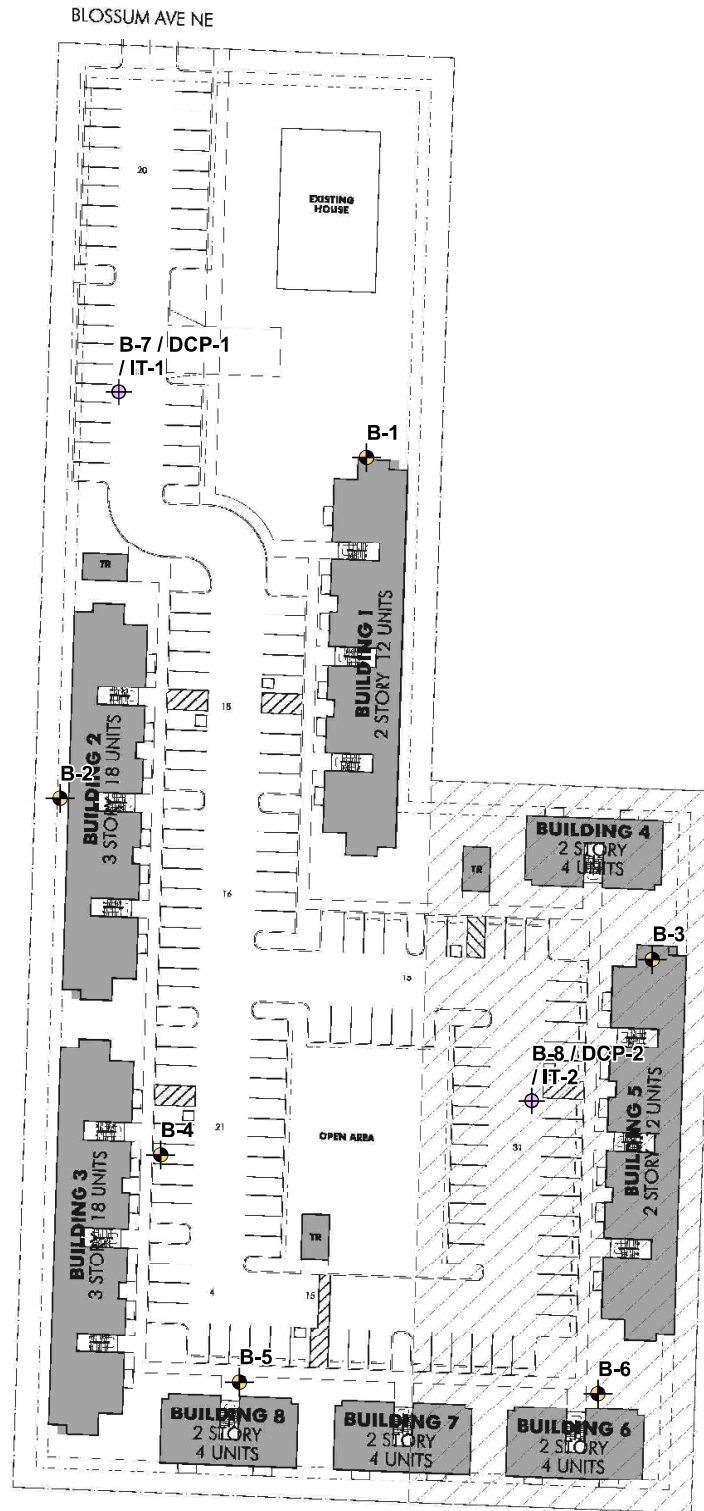 BLOSSUM AVE NE
20
EXISTING
HOUSE
B-7 / DCP-1
/ IT-1
B-1
TR
BUILDING 1
2 STORY 12 UNITS
18
B-2
BUILDING 2
3 STORY 18 UNITS
BUILDING 4
2 STORY
4 UNITS
TR
16
B-3
15
B-8 / DCP-2
/ IT-2
BUILDING 5
2 STORY 12 UNITS
B-4
21
OPEN AREA
31
BUILDING 3
3 STORY 18 UNITS
TR
4
15
B-5
B-6
BUILDING 8
2 STORY
4 UNITS
BUILDING 7
2 STORY
4 UNITS
BUILDING 6
2 STORY
4 UNITS